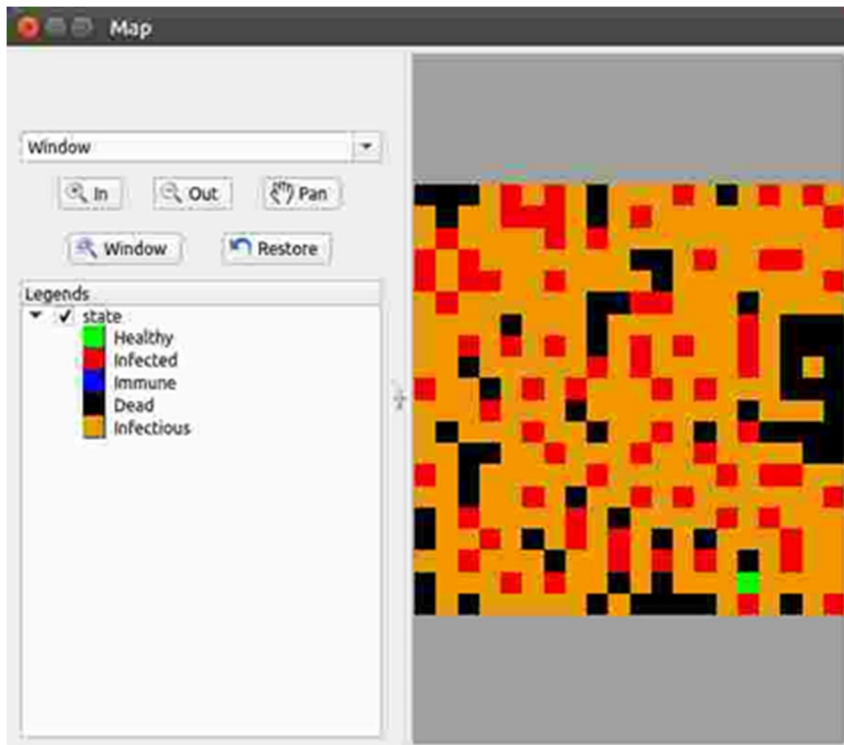 Map
Window
In Out Pan
Window Restore
Legends
state
Healthy
Infected
Immune
Dead
Infectious